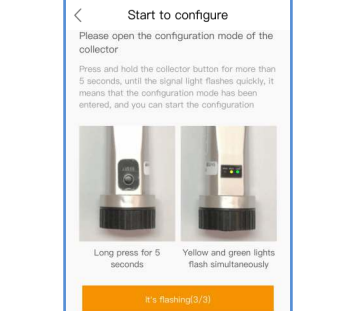 Start to configure
Please open the configuration mode of the
collector
Press and hold the collector button for more than
5 seconds, until the signal light flashes quickly, it
means that the configuration mode has been
entered, and you can start the configuration
Long press for 5
seconds
Yellow and green lights
flash simultaneously
It's flashing(3/3)